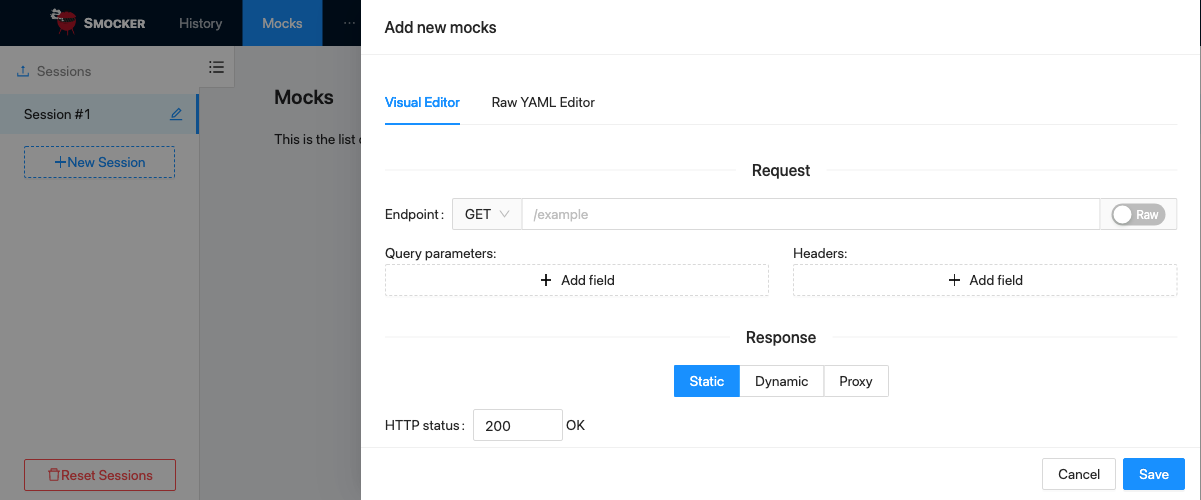 SMOCKER History Mocks ...
Add new mocks
Sessions
Session #1
New Session
Reset Sessions
Mocks
This is the list
Visual Editor Raw YAML Editor
Request
Endpoint: GET /example Raw
Query parameters: Headers:
Add field Add field
Response
Static Dynamic Proxy
HTTP status: 200 OK
Cancel Save